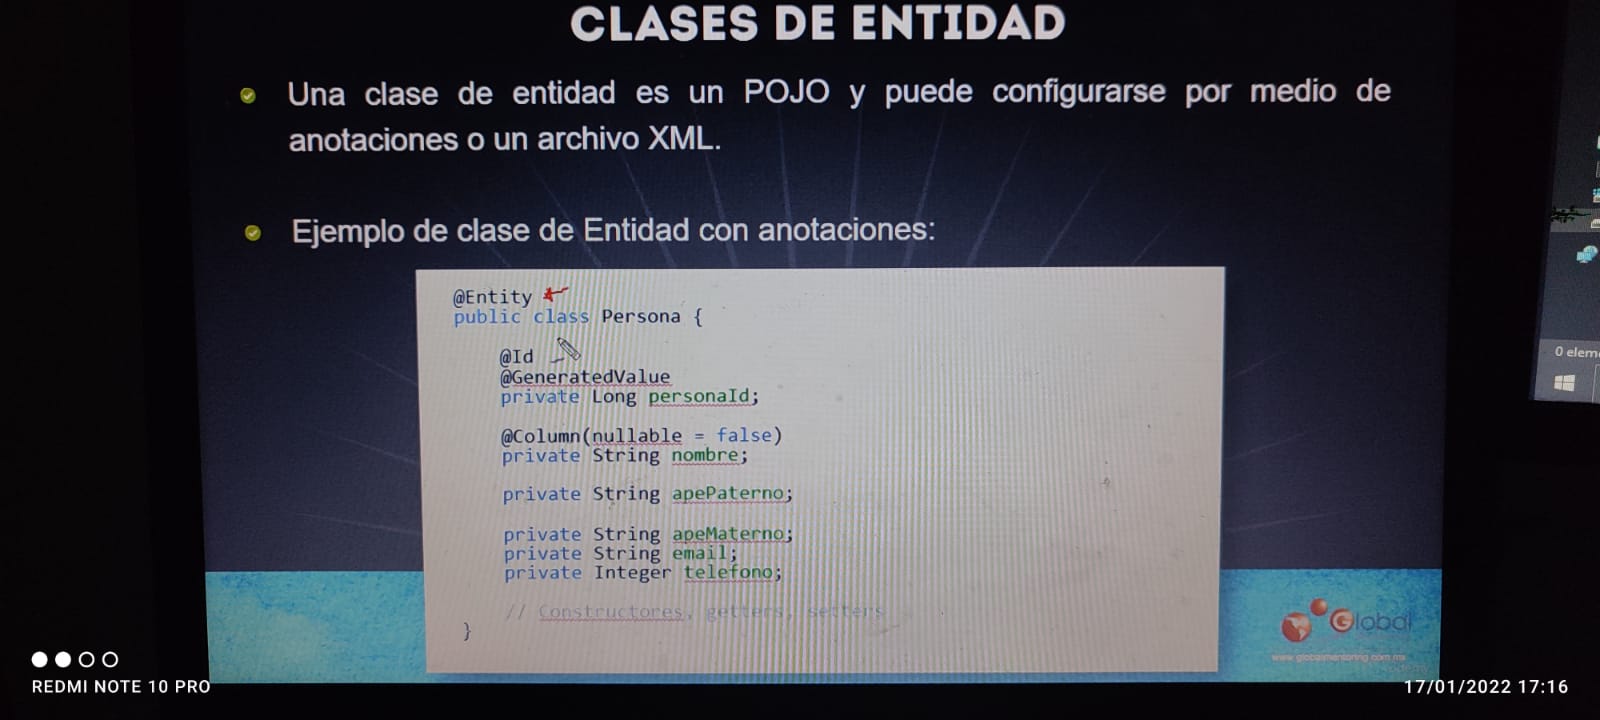 CLASES DE ENTIDAD
Una clase de entidad es un POJO y puede configurarse por medio de
anotaciones o un archivo XML.
Ejemplo de clase de Entidad con anotaciones:
@Entity
public class Persona {
@Id
@GeneratedValue
private Long personaId;
@Column(nullable = false)
private String nombre;
private String apePaterno;
private String apeMaterno;
private String email;
private Integer telefono;
// Constructores, getters, setters
}
Global
www.globalmentoring.com.mx
0 elem
REDMI NOTE 10 PRO
17/01/2022 17:16